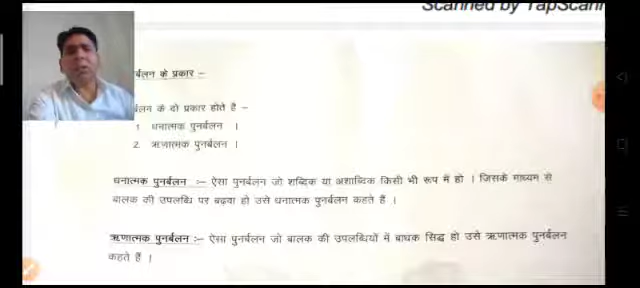 Scanned by TapScann
र्बलन के प्रकार :–
र्बलन के दो प्रकार होते है –
1. धनात्मक पुनर्बलन ।
2. ऋणात्मक पुनर्बलन ।
धनात्मक पुनर्बलन :– ऐसा पुनर्बलन जो शब्दिक या अशाब्दिक किसी भी रूप में हो । जिसके माध्यम से
बालक की उपलब्धि पर बढ़वा हो उसे धनात्मक पुनर्बलन कहते हैं ।
ऋणात्मक पुनर्बलन :– ऐसा पुनर्बलन जो बालक की उपलब्धियों में बाधक सिद्ध हो उसे ऋणात्मक पुनर्बलन
कहते हैं ।